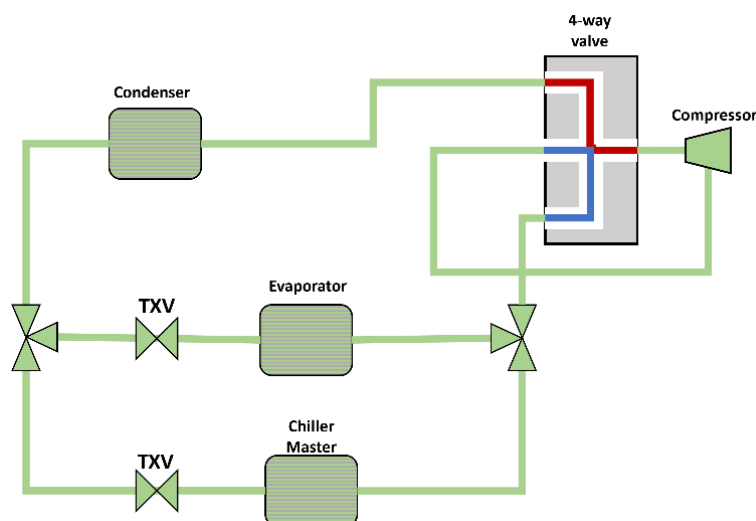 4-way
valve
Condenser
Compressor
Evaporator
TXV
Chiller
Master
TXV